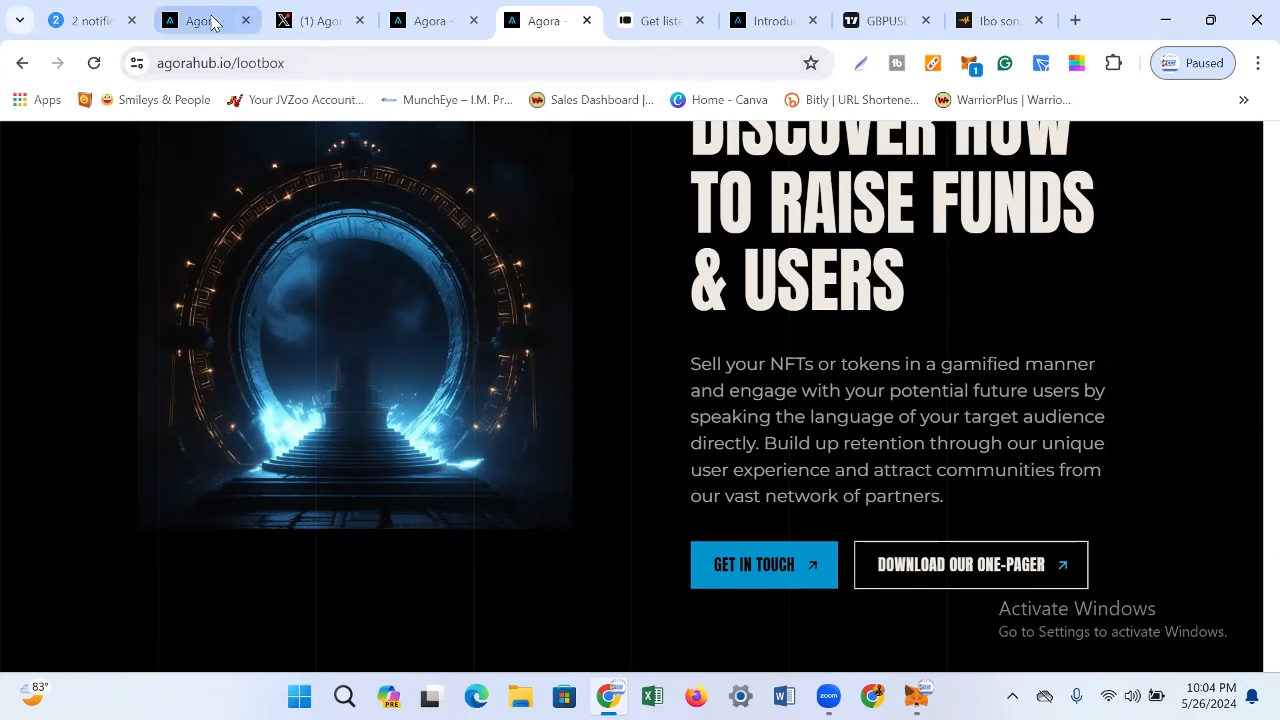 2 notifi
Agor
(1) Ago
Agora -
Agora -
Get liste
Introdu
GBPUS
Ibo son
agorahub.io/lootbox
1
Paused
Apps
Smileys & People
Your JVZoo Account...
MunchEye – I.M. Pr...
Sales Dashboard |...
Home - Canva
Bitly | URL Shortene...
WarriorPlus | Warrio...
DISCOVER HOW
TO RAISE FUNDS
& USERS
Sell your NFTs or tokens in a gamified manner
and engage with your potential future users by
speaking the language of your target audience
directly. Build up retention through our unique
user experience and attract communities from
our vast network of partners.
GET IN TOUCH
DOWNLOAD OUR ONE-PAGER
Activate Windows
Go to Settings to activate Windows.
83°
PRE
zoom
10:04 PM
5/26/2024